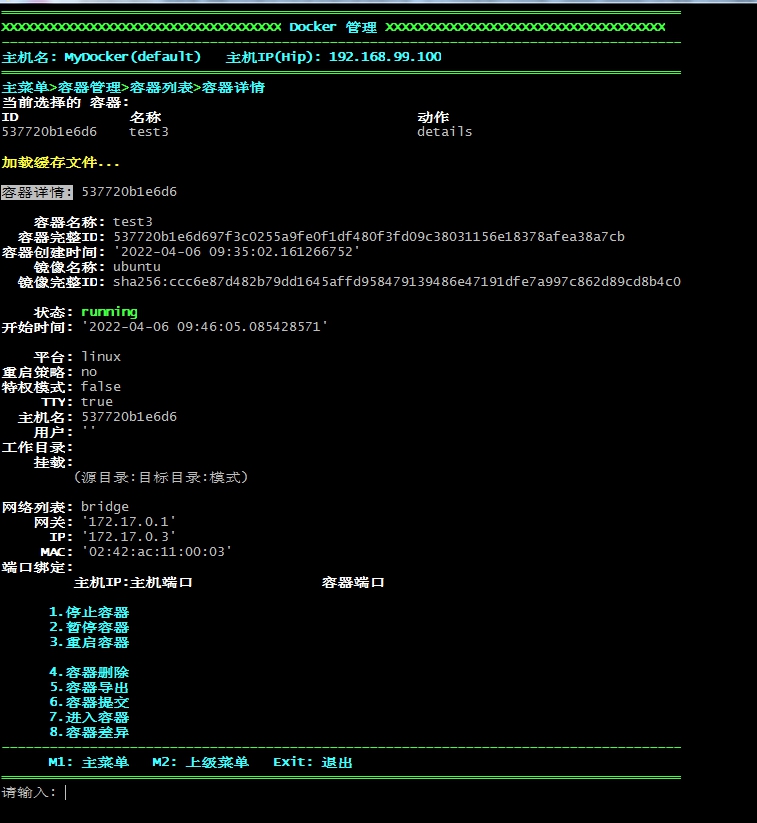 XXXXXXXXXXXXXXXXXXXXXXXXXXXXXXXXXXX Docker 管理 XXXXXXXXXXXXXXXXXXXXXXXXXXXXXXXXXXX
主机名: MyDocker(default)   主机IP(Hip): 192.168.99.100
主菜单>容器管理>容器列表>容器详情
当前选择的 容器:
ID 名称 动作
537720b1e6d6 test3 details
加载缓存文件...
容器详情: 537720b1e6d6
容器名称: test3
容器完整ID: 537720b1e6d697f3c0255a9fe0f1df480f3fd09c38031156e18378afea38a7cb
容器创建时间: '2022-04-06 09:35:02.161266752'
镜像名称: ubuntu
镜像完整ID: sha256:ccc6e87d482b79dd1645affd958479139486e47191dfe7a997c862d89cd8b4c0
状态: running
开始时间: '2022-04-06 09:46:05.085428571'
平台: linux
重启策略: no
特权模式: false
TTY: true
主机名: 537720b1e6d6
用户: ''
工作目录:
挂载:
(源目录:目标目录:模式)
网络列表: bridge
网关: '172.17.0.1'
IP: '172.17.0.3'
MAC: '02:42:ac:11:00:03'
端口绑定:
主机IP:主机端口 容器端口
1.停止容器
2.暂停容器
3.重启容器
4.容器删除
5.容器导出
6.容器提交
7.进入容器
8.容器差异
M1: 主菜单   M2: 上级菜单   Exit: 退出
请输入: